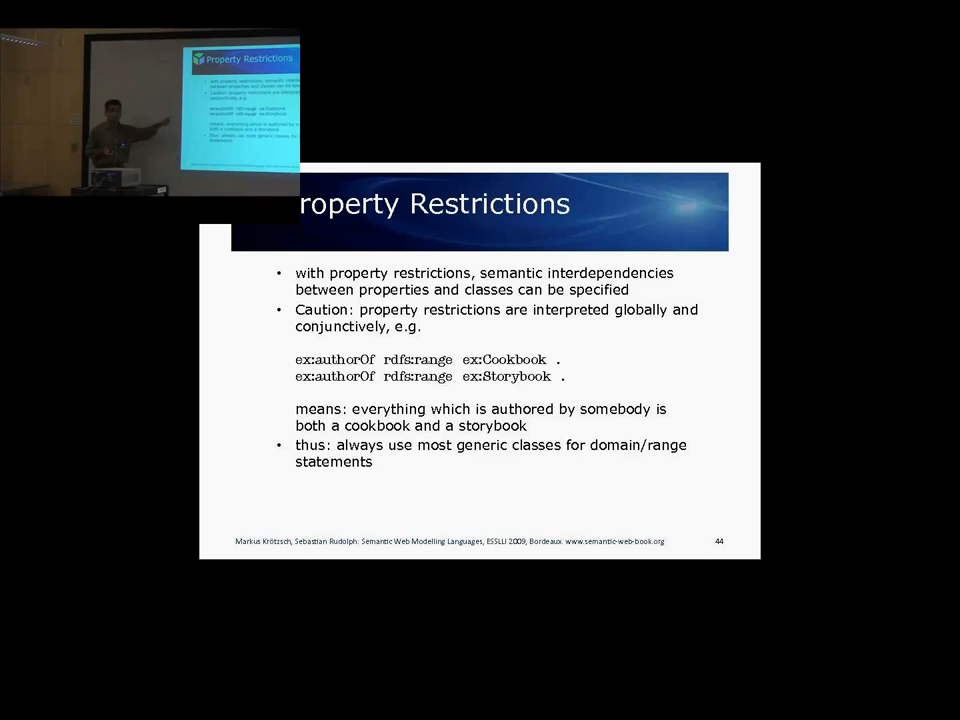 Property Restrictions
roperty Restrictions
• with property restrictions, semantic interdependencies
between properties and classes can be specified
• Caution: property restrictions are interpreted globally and
conjunctively, e.g.
ex:authorOf rdfs:range ex:Cookbook .
ex:authorOf rdfs:range ex:Storybook .
means: everything which is authored by somebody is
both a cookbook and a storybook
• thus: always use most generic classes for domain/range
statements
Markus Krötzsch, Sebastian Rudolph: Semantic Web Modelling Languages, ESSLLI 2009, Bordeaux. www.semantic-web-book.org 44